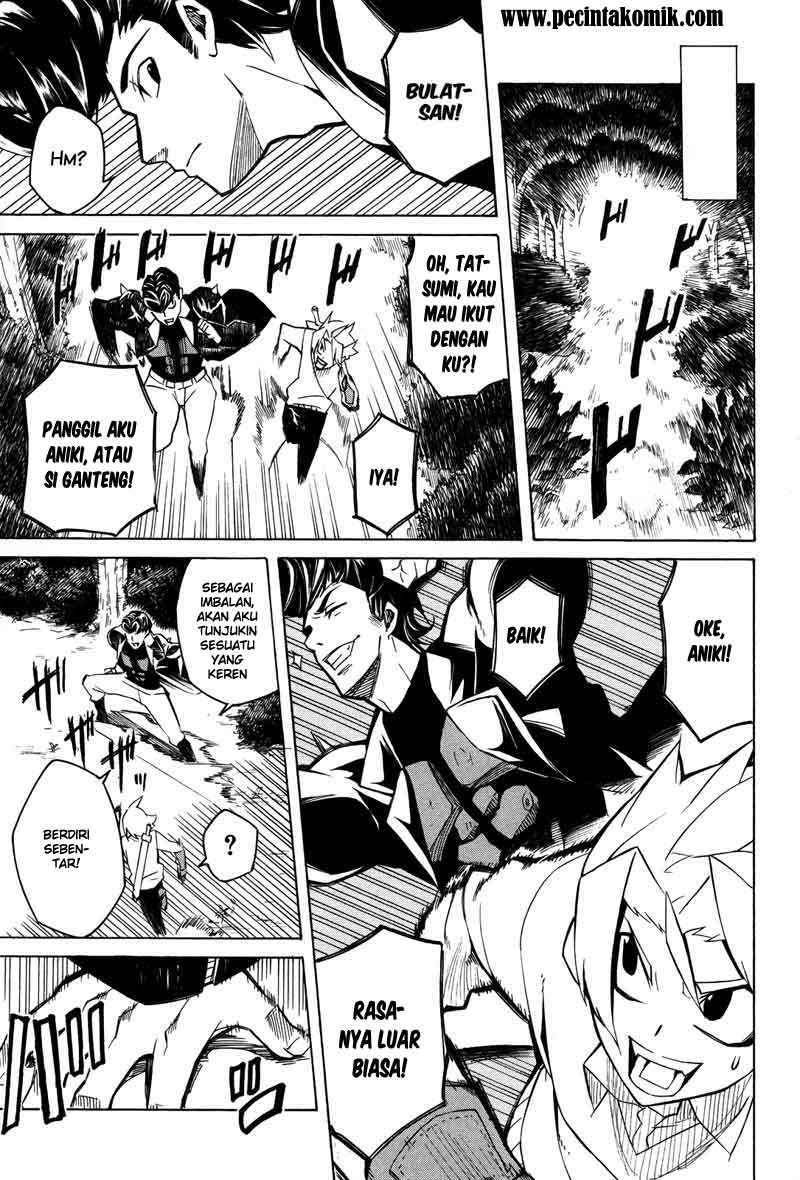 www.pecintakomik.com
BULAT-
SAN!
HM?
OH, TAT-
SUMI, KAU
MAU IKUT
DENGAN
KU?!
IYA!
PANGGIL AKU
ANIKI, ATAU
SI GANTENG!
OKE,
ANIKI!
BAIK!
RASA-
NYA LUAR
BIASA!
SEBAGAI
IMBALAN,
AKAN AKU
TUNJUKIN
SESUATU
YANG
KEREN
?
BERDIRI
SEBEN-
TAR!